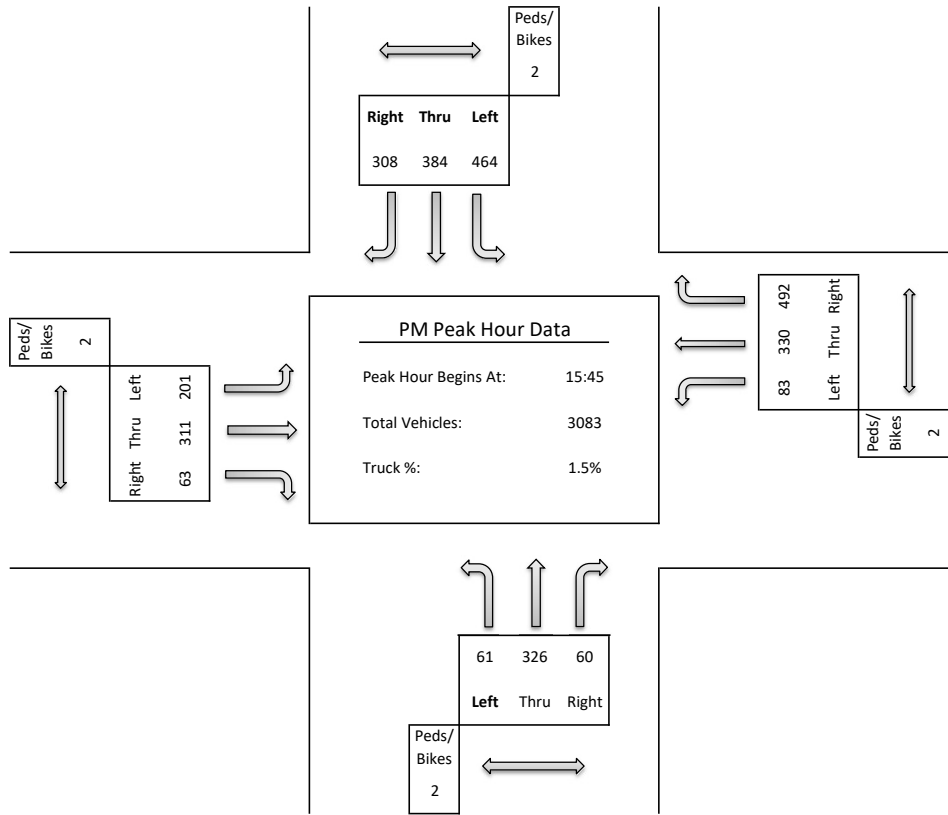 Peds/
Bikes
2
Right Thru Left
308 384 464
Peds/
Bikes
2
Left
201
Thru
311
Right
63
PM Peak Hour Data
Peak Hour Begins At: 15:45
Total Vehicles: 3083
Truck %: 1.5%
492
Right
330
Thru
83
Left
Peds/
Bikes
2
61 326 60
Left Thru Right
Peds/
Bikes
2